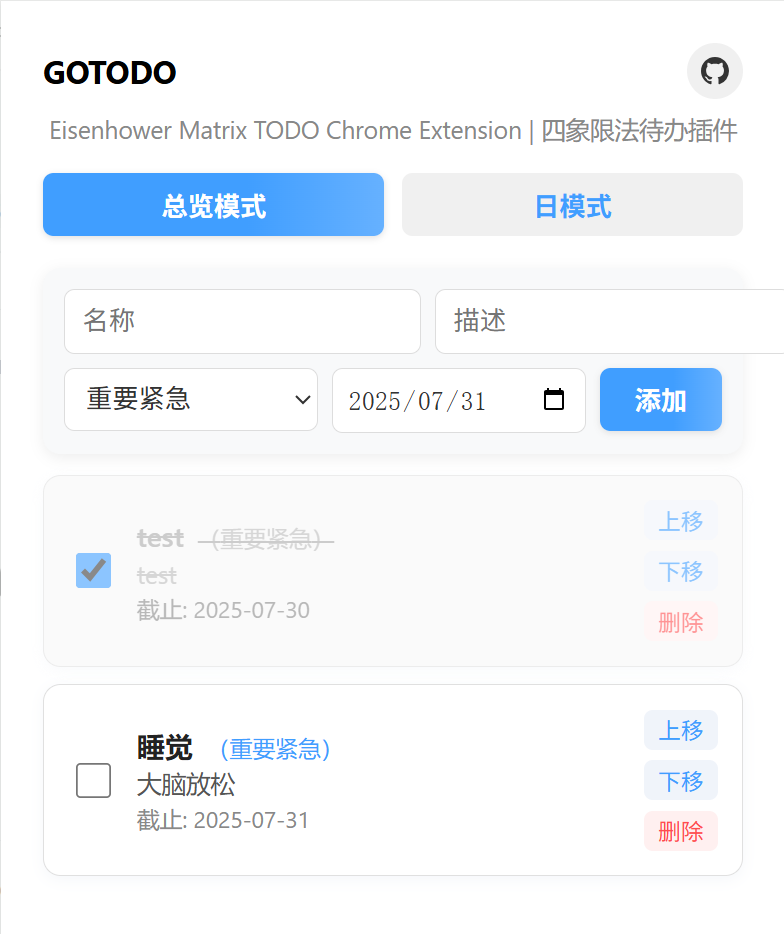 GOTODO
Eisenhower Matrix TODO Chrome Extension | 四象限法待办插件
总览模式 日模式
名称 描述
重要紧急 2025/07/31 添加
test （重要紧急）
test
截止: 2025-07-30
上移
下移
删除
睡觉 （重要紧急）
大脑放松
截止: 2025-07-31
上移
下移
删除